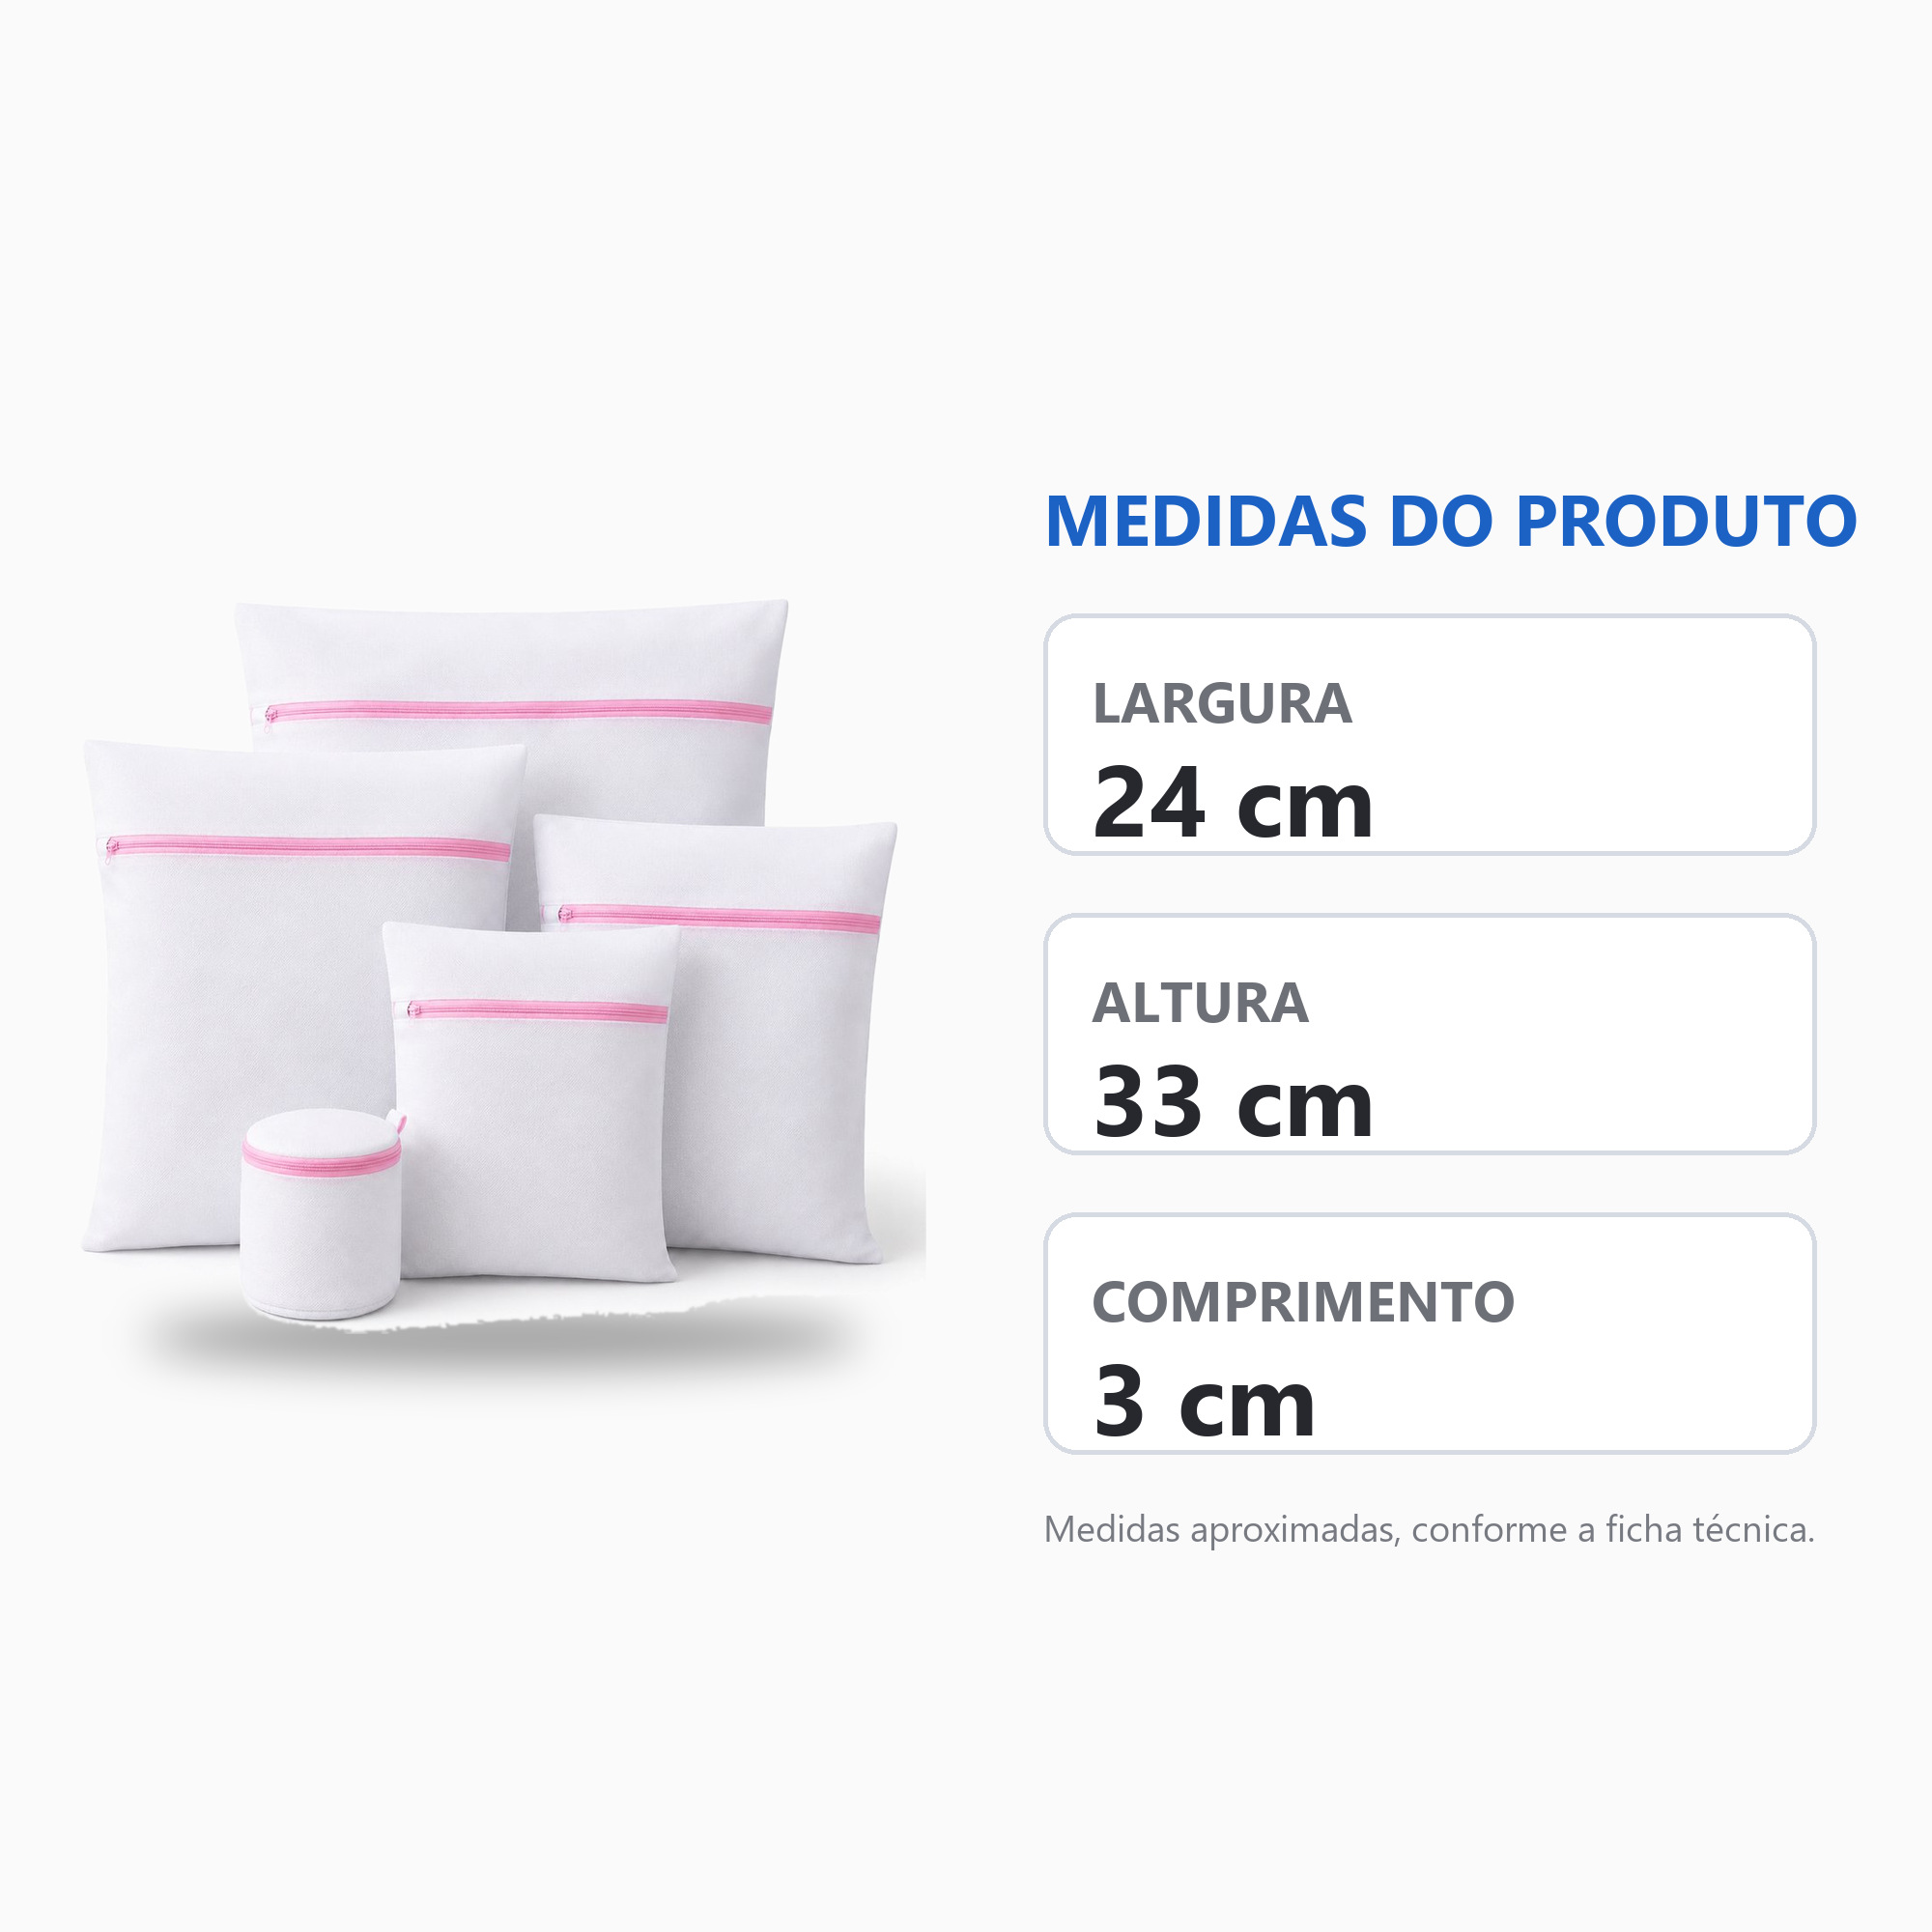 MEDIDAS DO PRODUTO
LARGURA
24 cm
ALTURA
33 cm
COMPRIMENTO
3 cm
Medidas aproximadas, conforme a ficha técnica.